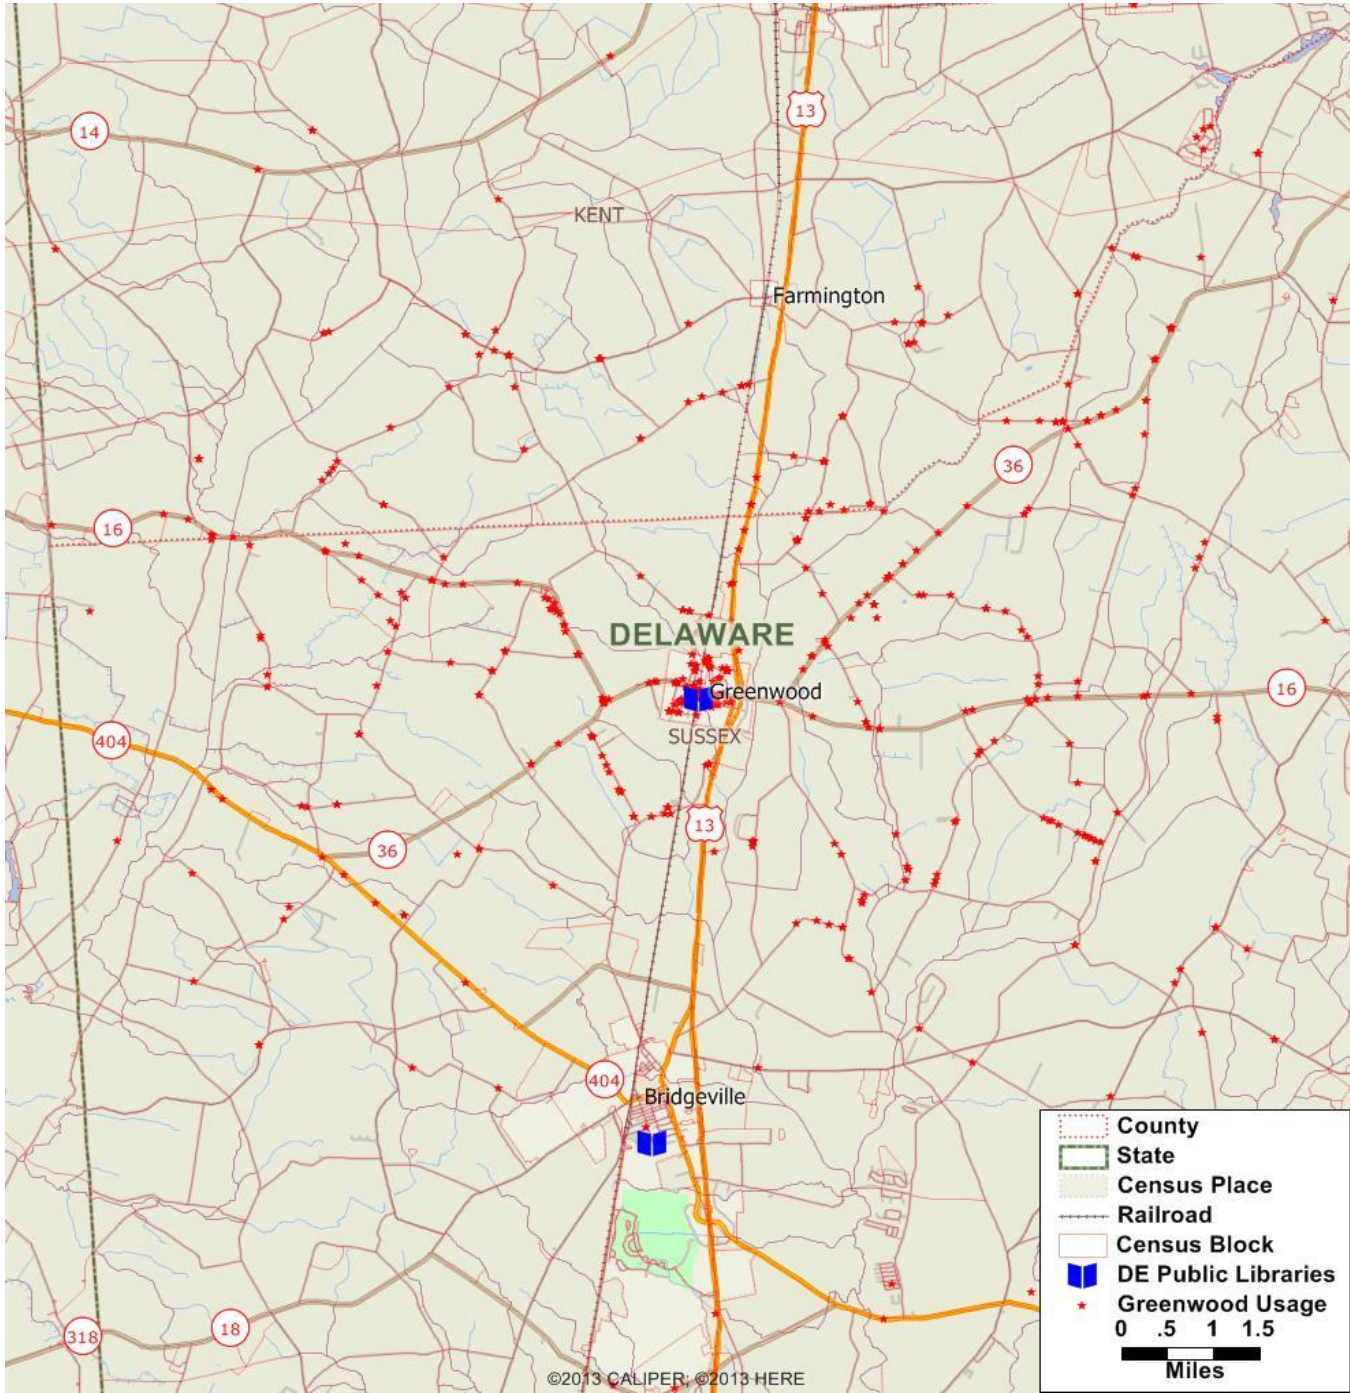 13
14
KENT
Farmington
36
16
DELAWARE
Greenwood
16
SUSSEX
404
13
36
404
Bridgeville
County
State
Census Place
Railroad
Census Block
DE Public Libraries
Greenwood Usage
0 .5 1 1.5
Miles
18
318
©2013 CALIPER; ©2013 HERE